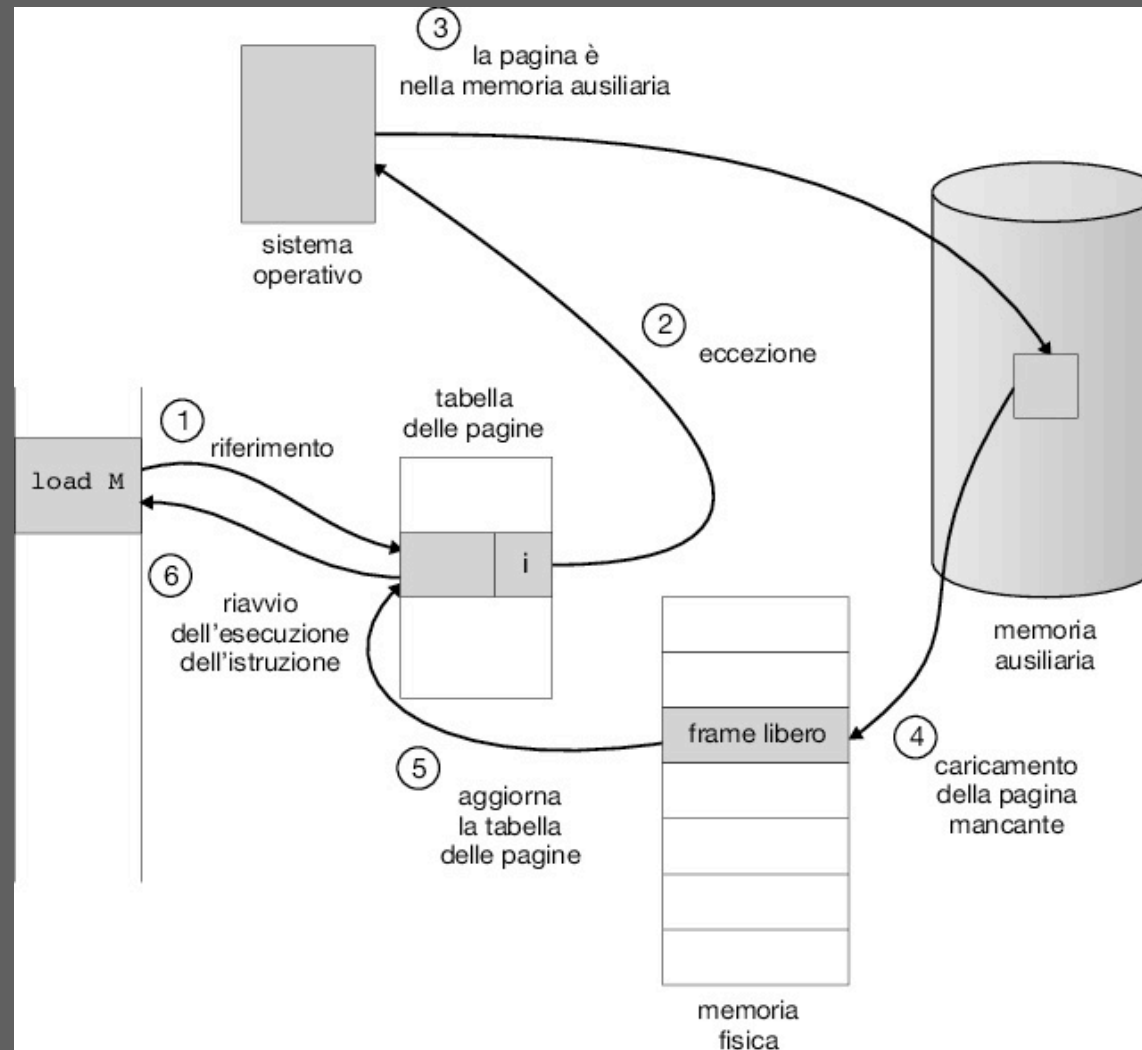 3
la pagina è
nella memoria ausiliaria
sistema
operativo
2
eccezione
tabella
delle pagine
1
riferimento
load M
i
6
riavvio
dell'esecuzione
dell'istruzione
memoria
ausiliaria
frame libero
4
caricamento
della pagina
mancante
5
aggiorna
la tabella
delle pagine
memoria
fisica